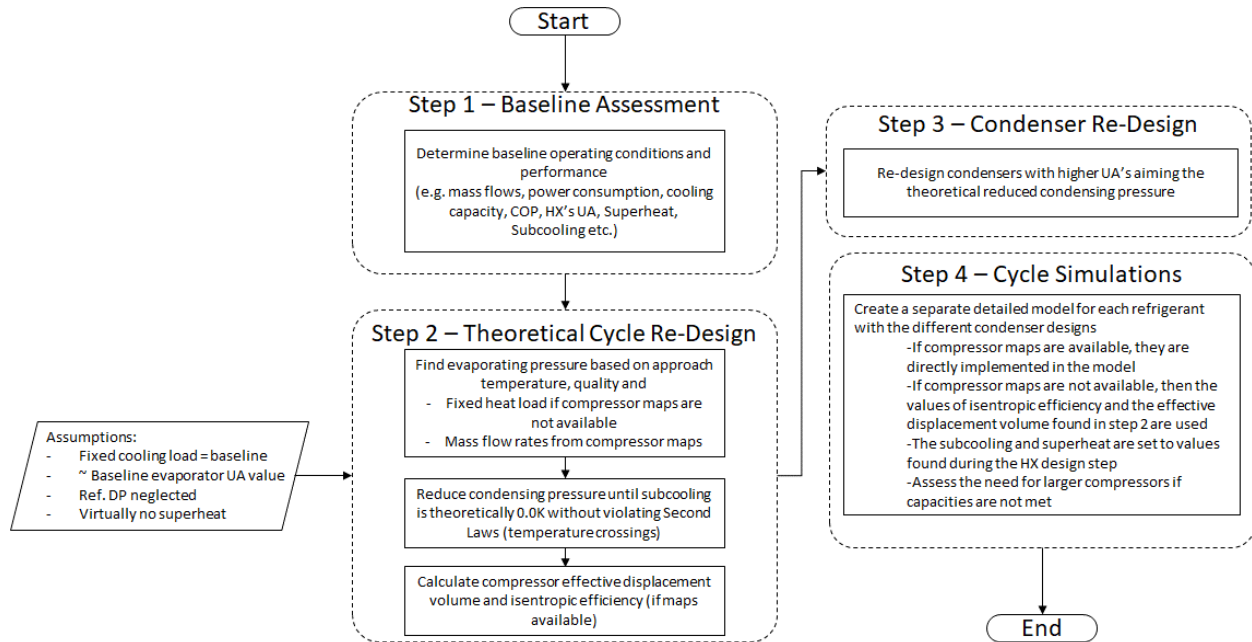 Start
Step 1 – Baseline Assessment
Determine baseline operating conditions and
performance
(e.g. mass flows, power consumption, cooling
capacity, COP, HX's UA, Superheat,
Subcooling etc.)
Step 2 – Theoretical Cycle Re-Design
Find evaporating pressure based on approach
temperature, quality and
- Fixed heat load if compressor maps are
not available
- Mass flow rates from compressor maps
Reduce condensing pressure until subcooling
is theoretically 0.0K without violating Second
Laws (temperature crossings)
Calculate compressor effective displacement
volume and isentropic efficiency (if maps
available)
Assumptions:
- Fixed cooling load = baseline
- ~ Baseline evaporator UA value
- Ref. DP neglected
- Virtually no superheat
Step 3 – Condenser Re-Design
Re-design condensers with higher UA's aiming the
theoretical reduced condensing pressure
Step 4 – Cycle Simulations
Create a separate detailed model for each refrigerant
with the different condenser designs
-If compressor maps are available, they are
directly implemented in the model
-If compressor maps are not available, then the
values of isentropic efficiency and the effective
displacement volume found in step 2 are used
-The subcooling and superheat are set to values
found during the HX design step
-Assess the need for larger compressors if
capacities are not met
End